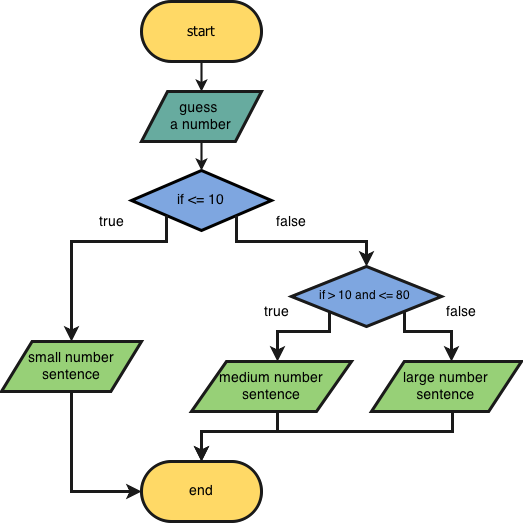 start
guess
a number
if <= 10
true
false
if > 10 and <= 80
true
false
small number
sentence
medium number
sentence
large number
sentence
end